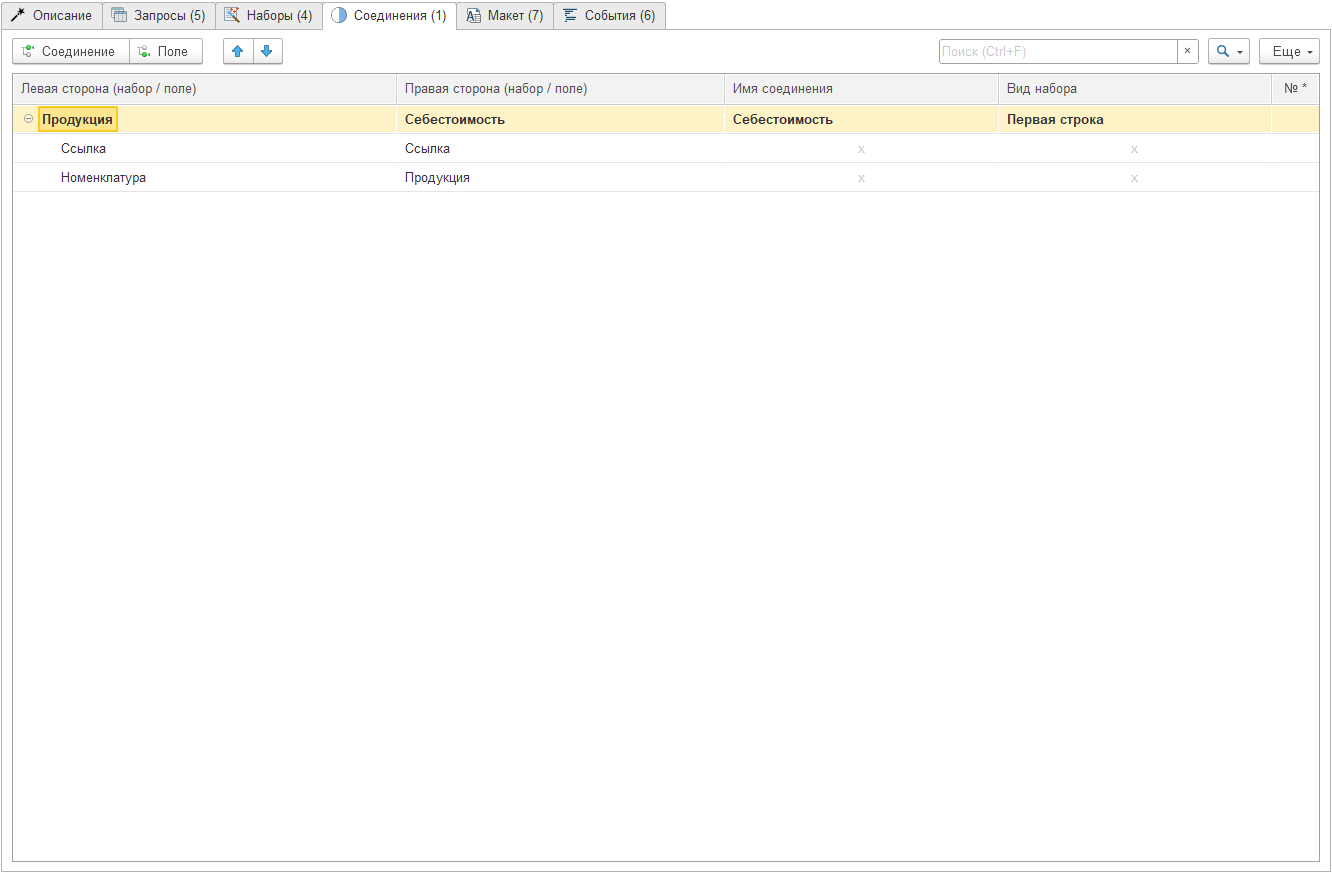 Описание Запросы (5) Наборы (4) Соединения (1) Макет (7) События (6)
Соединение Поле Поиск (Ctrl+F) × Еще
Левая сторона (набор / поле) Правая сторона (набор / поле) Имя соединения Вид набора № *
Продукция Себестоимость Себестоимость Первая строка
Ссылка Ссылка x x
Номенклатура Продукция x x